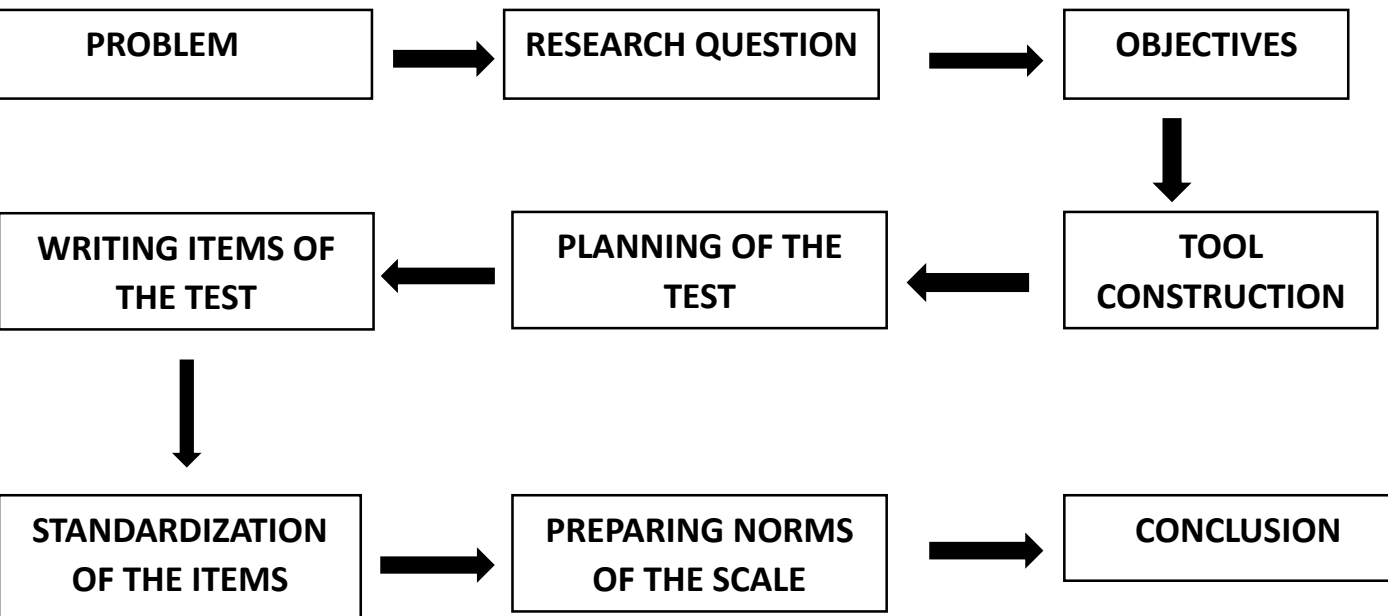 PROBLEM
RESEARCH QUESTION
OBJECTIVES
TOOL
CONSTRUCTION
PLANNING OF THE
TEST
WRITING ITEMS OF
THE TEST
STANDARDIZATION
OF THE ITEMS
PREPARING NORMS
OF THE SCALE
CONCLUSION